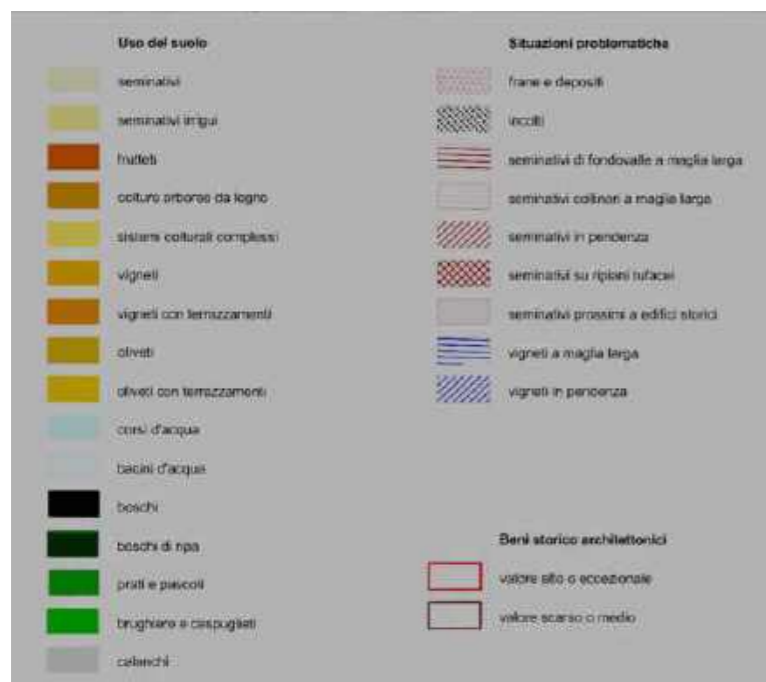 Uso del suolo
seminativi
seminativi irrigui
frutteti
colture arboree da legno
sistemi colturali complessi
vigneti
vigneti con terrazzamenti
oliveti
oliveti con terrazzamenti
corsi d'acqua
bacini d'acqua
boschi
boschi di ripa
prati e pascoli
brughiere e cespuglieti
calanchi
Situazioni problematiche
frane e depositi
incolti
seminativi di fondovalle a maglia larga
seminativi collinari a maglia larga
seminativi in pendenza
seminativi su ripiani tufacei
seminativi prossimi a edifici storici
vigneti a maglia larga
vigneti in pendenza
Beni storico architettonici
valore alto o eccezionale
valore scarso o medio